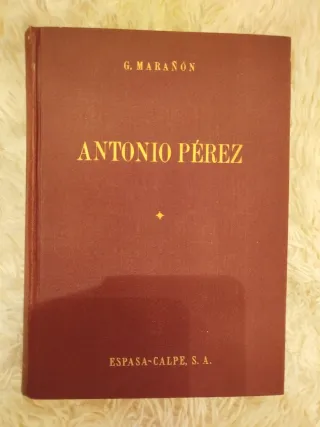 G. MARAÑÓN
ANTONIO PÉREZ
ESPASA-CALPE, S. A.